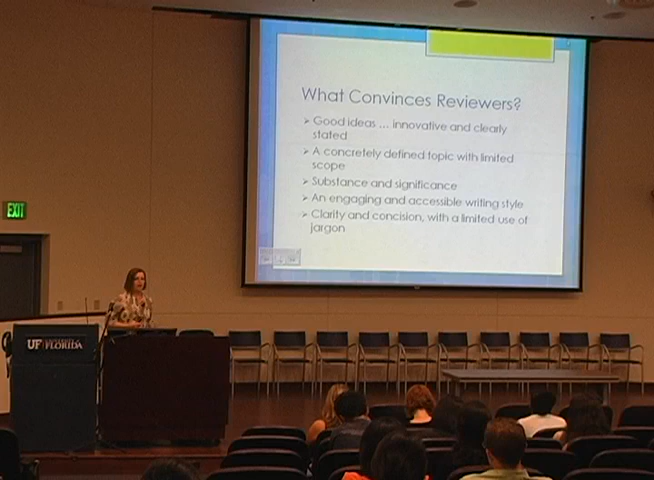 What Convinces Reviewers?
➢ Good ideas ... innovative and clearly
stated
➢ A concretely defined topic with limited
scope
➢ Substance and significance
➢ An engaging and accessible writing style
➢ Clarity and concision, with a limited use of
jargon
EXIT
UF FLORIDA